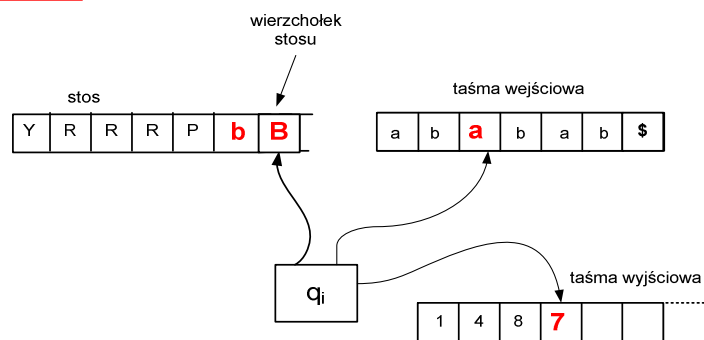 wierzchołek
stosu
stos
taśma wejściowa
Y R R R P b B
a b a b a b $
qi
taśma wyjściowa
1 4 8 7